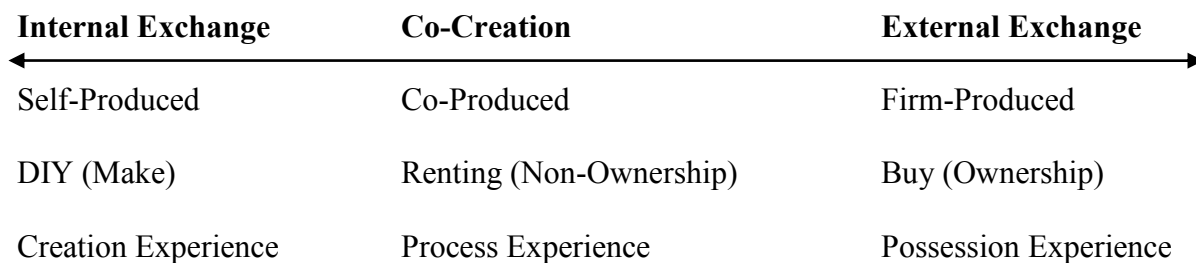 Internal Exchange Co-Creation External Exchange
Self-Produced Co-Produced Firm-Produced
DIY (Make) Renting (Non-Ownership) Buy (Ownership)
Creation Experience Process Experience Possession Experience